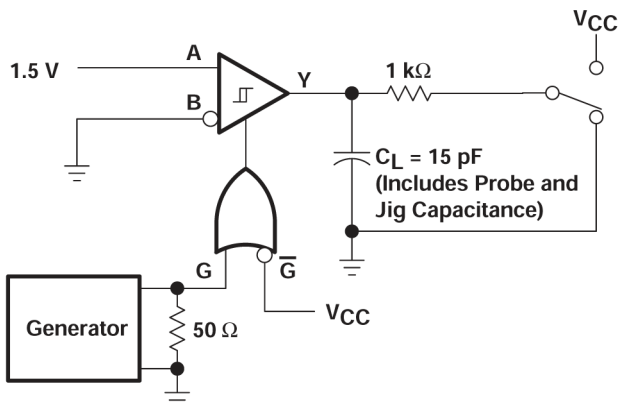 VCC
1.5 V
A
B
Y
1 kΩ
CL = 15 pF
(Includes Probe and
Jig Capacitance)
G
G̅
VCC
Generator
50 Ω